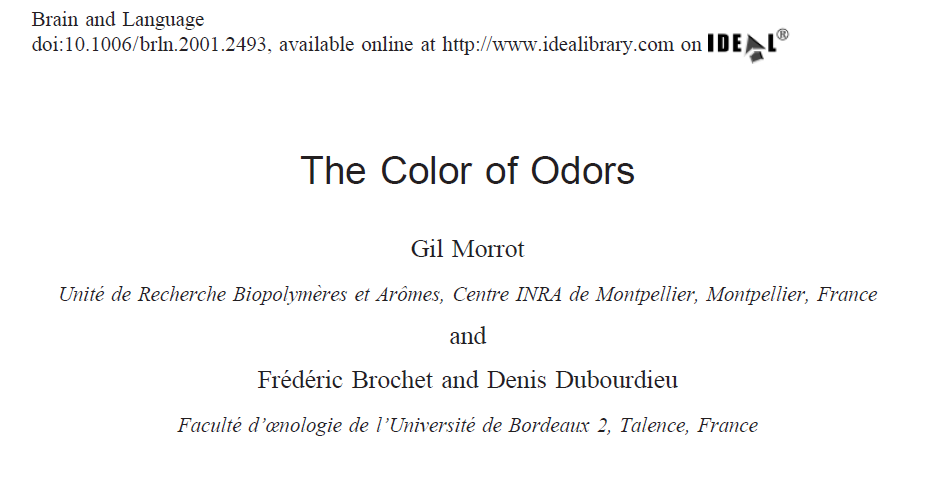 Brain and Language
doi:10.1006/brln.2001.2493, available online at http://www.idealibrary.com on IDEAL®
The Color of Odors
Gil Morrot
Unité de Recherche Biopolymères et Arômes, Centre INRA de Montpellier, Montpellier, France
and
Frédéric Brochet and Denis Dubourdieu
Faculté d’œnologie de l’Université de Bordeaux 2, Talence, France